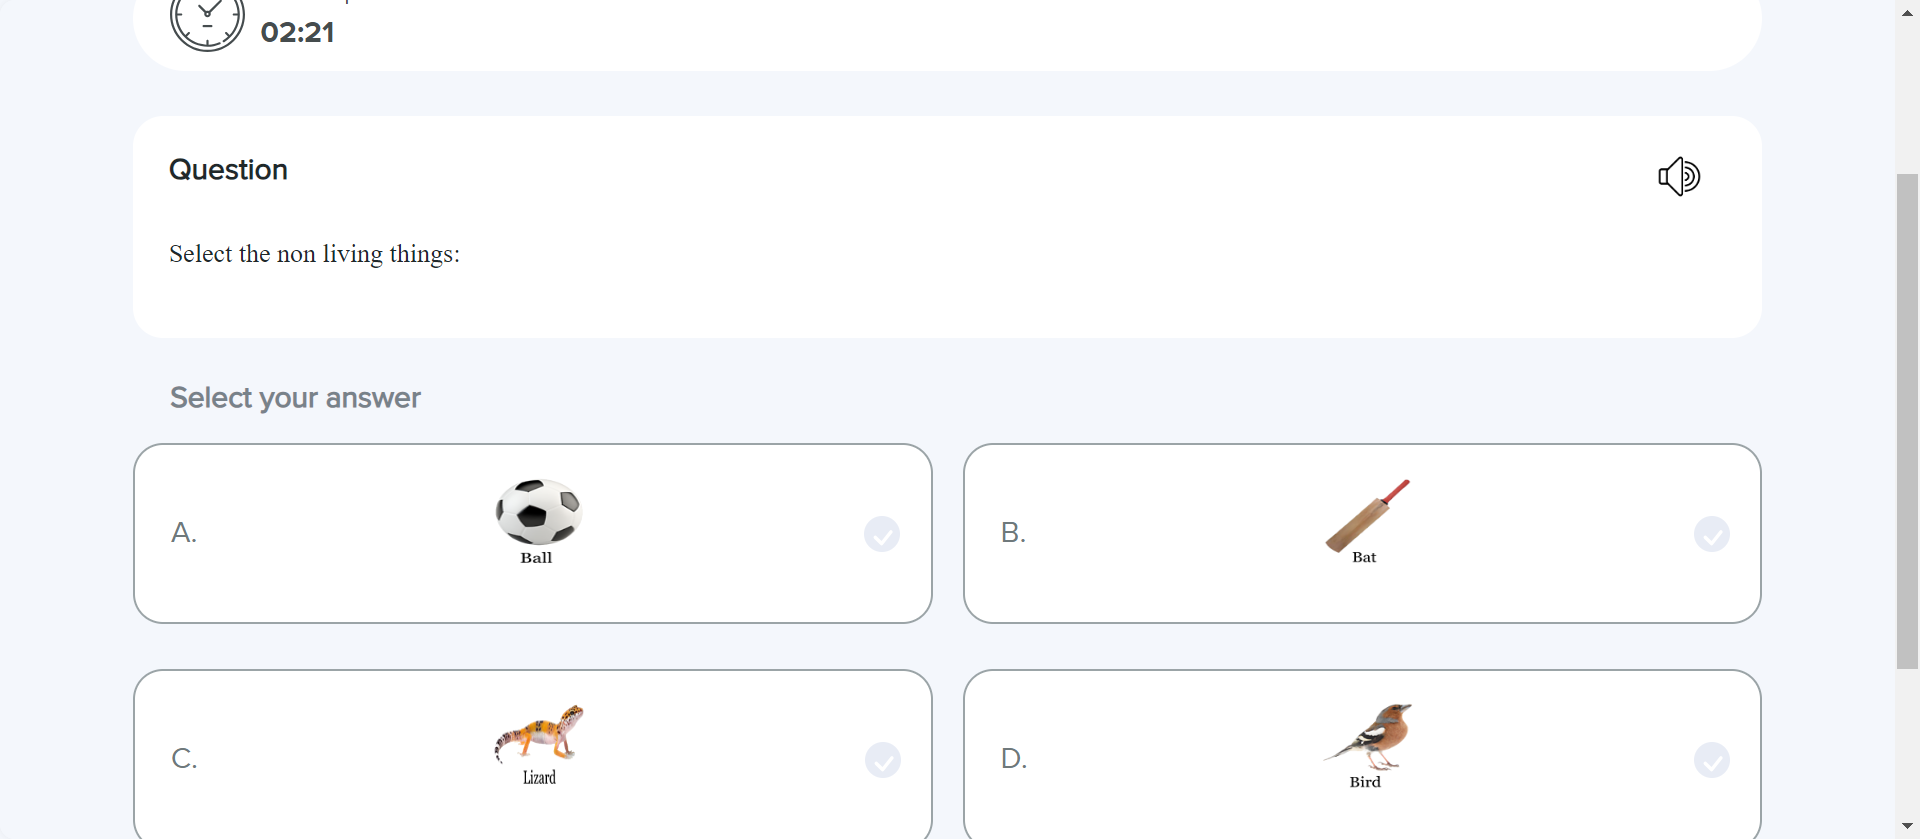 02:21
Question
Select the non living things:
Select your answer
A.
Ball
B.
Bat
C.
Lizard
D.
Bird